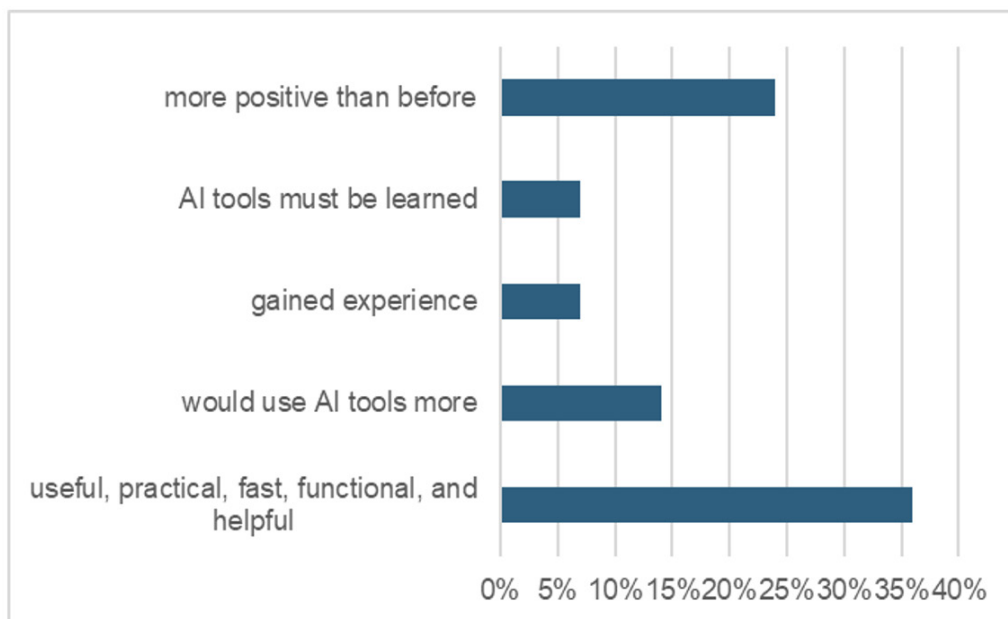 more positive than before
AI tools must be learned
gained experience
would use AI tools more
useful, practical, fast, functional, and
helpful
0% 5% 10% 15% 20% 25% 30% 35% 40%